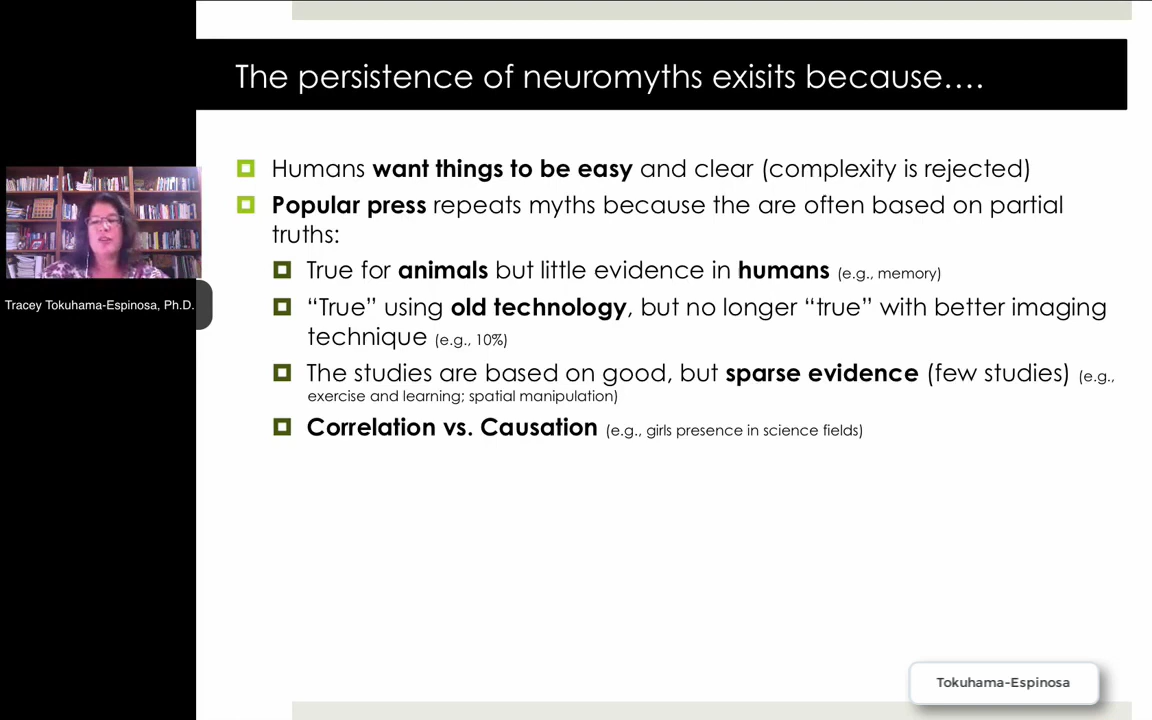 The persistence of neuromyths exisits because….
Humans want things to be easy and clear (complexity is rejected)
Popular press repeats myths because the are often based on partial
truths:
True for animals but little evidence in humans (e.g., memory)
“True” using old technology, but no longer “true” with better imaging
technique (e.g., 10%)
The studies are based on good, but sparse evidence (few studies) (e.g.,
exercise and learning; spatial manipulation)
Correlation vs. Causation (e.g., girls presence in science fields)
Tracey Tokuhama-Espinosa, Ph.D.
Tokuhama-Espinosa